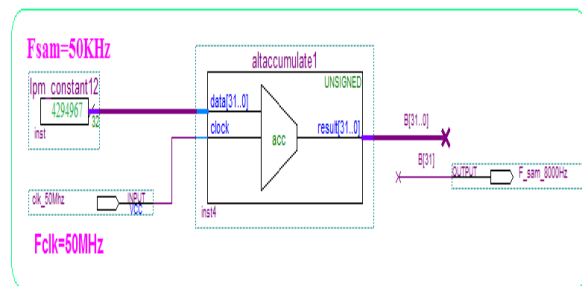 Fsam=50KHz
lpm_constant12
4294967
32
inst
altaccumulate1
UNSIGNED
data[31..0]
clock
acc
result[31..0]
inst4
B[31..0]
B[31]
OUTPUT
F_sam_8000Hz
clk_50Mhz
INPUT
VCC
Fclk=50MHz